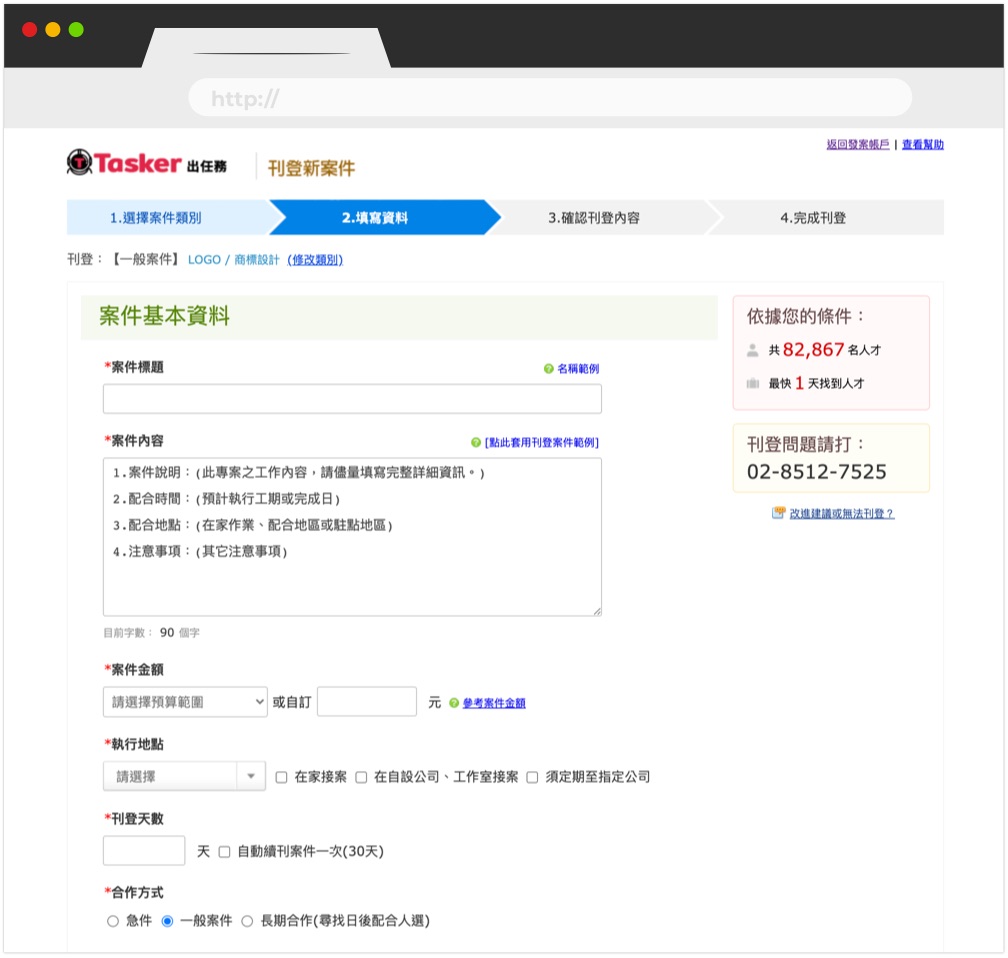 http://
返回發案帳戶 | 查看幫助
Tasker 出任務 刊登新案件
1.選擇案件類別 2.填寫資料 3.確認刊登內容 4.完成刊登
刊登：【一般案件】 LOGO / 商標設計 (修改類別)
案件基本資料
*案件標題 名稱範例
*案件內容 [點此套用刊登案件範例]
1.案件說明：(此專案之工作內容，請儘量填寫完整詳細資訊。)
2.配合時間：(預計執行工期或完成日)
3.配合地點：(在家作業、配合地區或駐點地區)
4.注意事項：(其它注意事項)
目前字數： 90 個字
*案件金額
請選擇預算範圍 或自訂 元 參考案件金額
*執行地點
請選擇 在家接案 在自設公司、工作室接案 須定期至指定公司
*刊登天數
天 自動續刊案件一次(30天)
*合作方式
急件 一般案件 長期合作(尋找日後配合人選)
依據您的條件：
共 82,867 名人才
最快 1 天找到人才
刊登問題請打：
02-8512-7525
改進建議或無法刊登？